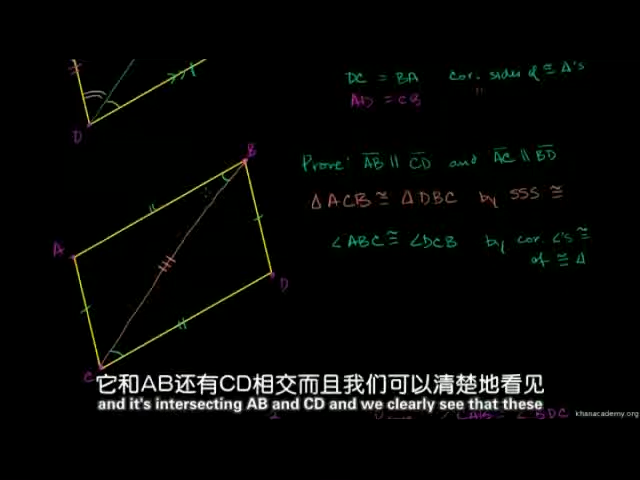 DC = BA cor. sides of ≅ Δ's
AD = CB "
D
B
Prove: AB || CD and AC || BD
Δ ACB ≅ Δ DBC by SSS ≅
A
∠ABC ≅ ∠DCB by cor. ∠'s ≅
of ≅ Δ
D
C
它和AB还有CD相交而且我们可以清楚地看见
and it's intersecting AB and CD and we clearly see that these
khanacademy.org